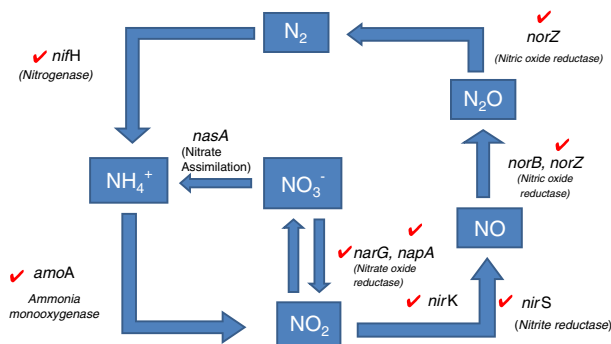 N₂
✓ norZ
(Nitric oxide reductase)
✓ nifH
(Nitrogenase)
N₂O
nasA
(Nitrate
Assimilation)
NH₄⁺
NO₃⁻
✓
norB, norZ
(Nitric oxide
reductase)
NO
✓
✓ narG, napA
(Nitrate oxide
reductase)
✓ amoA
Ammonia
monooxygenase
NO₂
✓ nirK
✓ nirS
(Nitrite reductase)